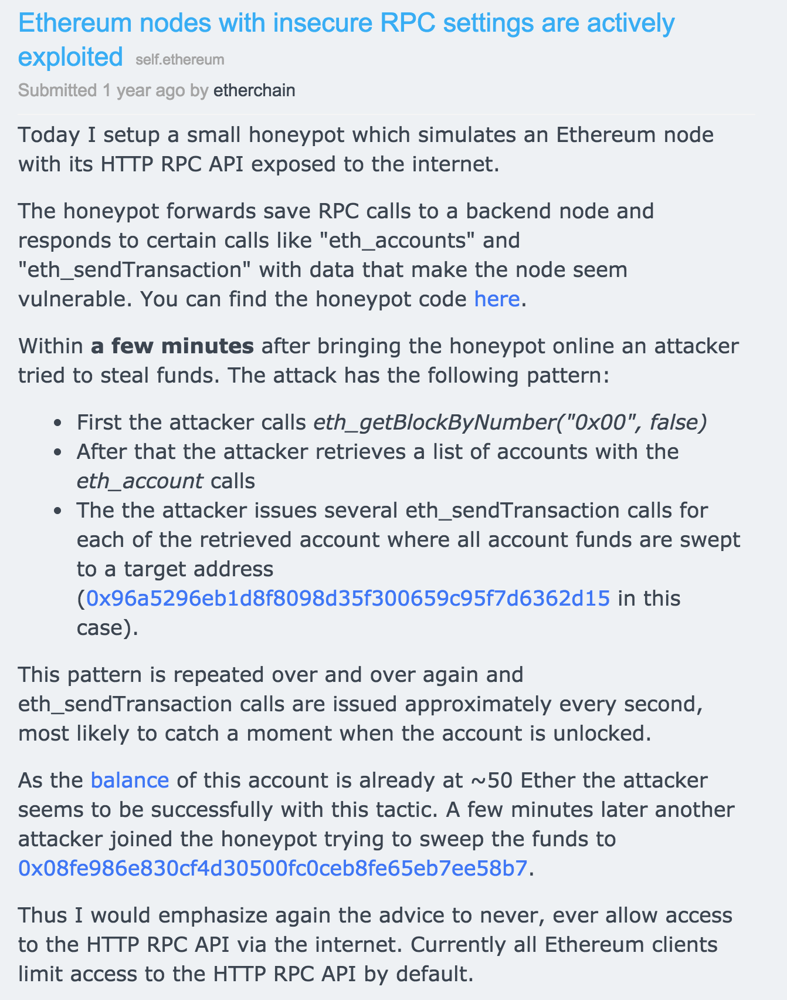 Ethereum nodes with insecure RPC settings are actively
exploited self.ethereum
Submitted 1 year ago by etherchain
Today I setup a small honeypot which simulates an Ethereum node
with its HTTP RPC API exposed to the internet.
The honeypot forwards save RPC calls to a backend node and
responds to certain calls like "eth_accounts" and
"eth_sendTransaction" with data that make the node seem
vulnerable. You can find the honeypot code here.
Within a few minutes after bringing the honeypot online an attacker
tried to steal funds. The attack has the following pattern:
• First the attacker calls eth_getBlockByNumber("0x00", false)
• After that the attacker retrieves a list of accounts with the
eth_account calls
• The the attacker issues several eth_sendTransaction calls for
each of the retrieved account where all account funds are swept
to a target address
(0x96a5296eb1d8f8098d35f300659c95f7d6362d15 in this
case).
This pattern is repeated over and over again and
eth_sendTransaction calls are issued approximately every second,
most likely to catch a moment when the account is unlocked.
As the balance of this account is already at ~50 Ether the attacker
seems to be successfully with this tactic. A few minutes later another
attacker joined the honeypot trying to sweep the funds to
0x08fe986e830cf4d30500fc0ceb8fe65eb7ee58b7.
Thus I would emphasize again the advice to never, ever allow access
to the HTTP RPC API via the internet. Currently all Ethereum clients
limit access to the HTTP RPC API by default.